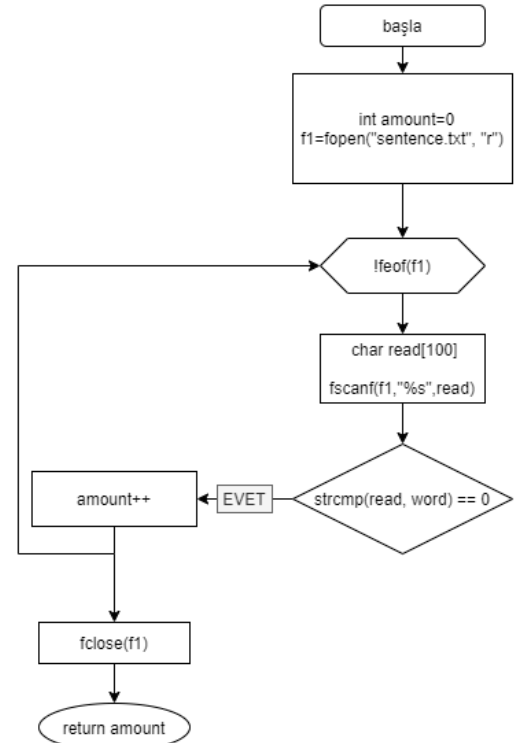 başla
int amount=0
f1=fopen("sentence.txt", "r")
!feof(f1)
char read[100]
fscanf(f1,"%s",read)
strcmp(read, word) == 0
EVET
amount++
fclose(f1)
return amount